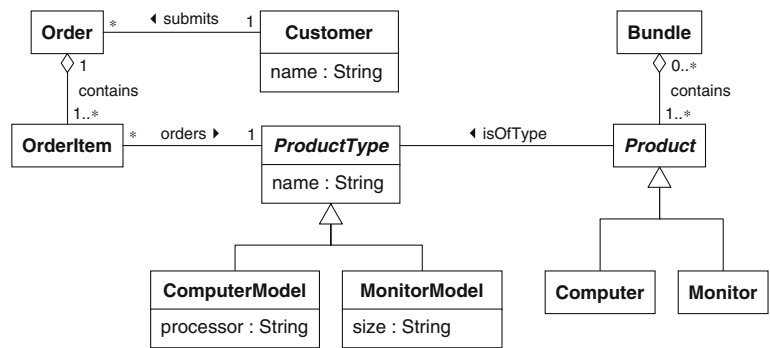 Order * ◂ submits 1 Customer Bundle
name : String
1 0..*
contains contains
1..* 1..*
OrderItem * orders ▸ 1 ProductType ◂ isOfType Product
name : String
ComputerModel MonitorModel Computer Monitor
processor : String size : String